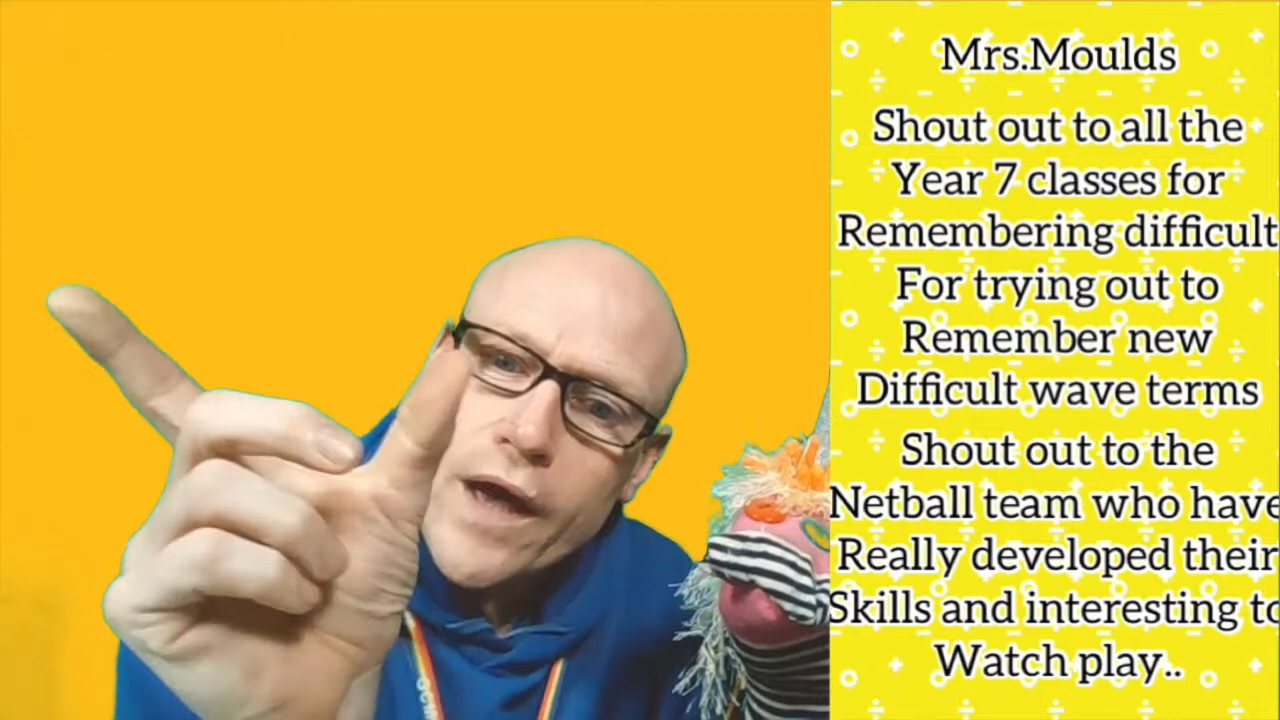 Mrs.Moulds
Shout out to all the
Year 7 classes for
Remembering difficult
For trying out to
Remember new
Difficult wave terms
Shout out to the
Netball team who have
Really developed their
Skills and interesting to
Watch play..